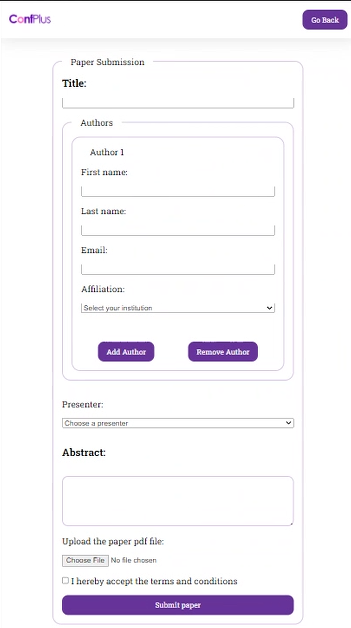 ConfPlus
Go Back
Paper Submission
Title:
Authors
Author 1
First name:
Last name:
Email:
Affiliation:
Select your institution
Add Author Remove Author
Presenter:
Choose a presenter
Abstract:
Upload the paper pdf file:
Choose File No file chosen
I hereby accept the terms and conditions
Submit paper